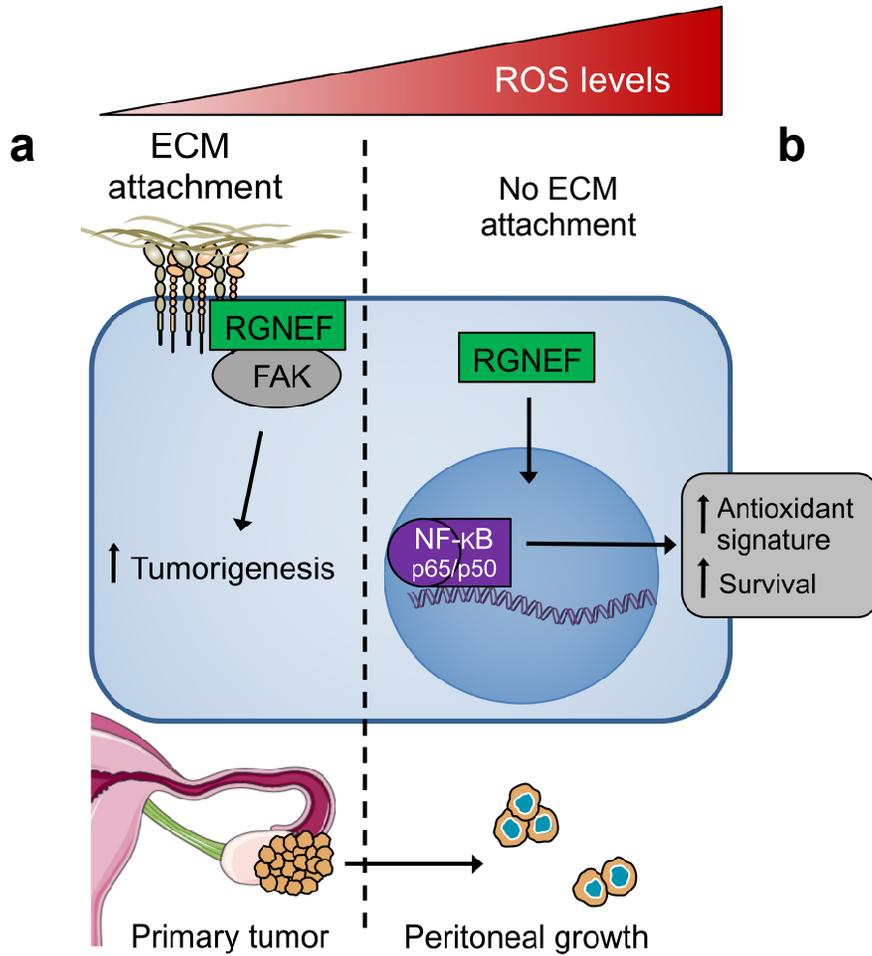 ROS levels
a
ECM
attachment
b
No ECM
attachment
RGNEF
FAK
RGNEF
NF-κB
p65/p50
Antioxidant
signature
Survival
Tumorigenesis
Primary tumor
Peritoneal growth